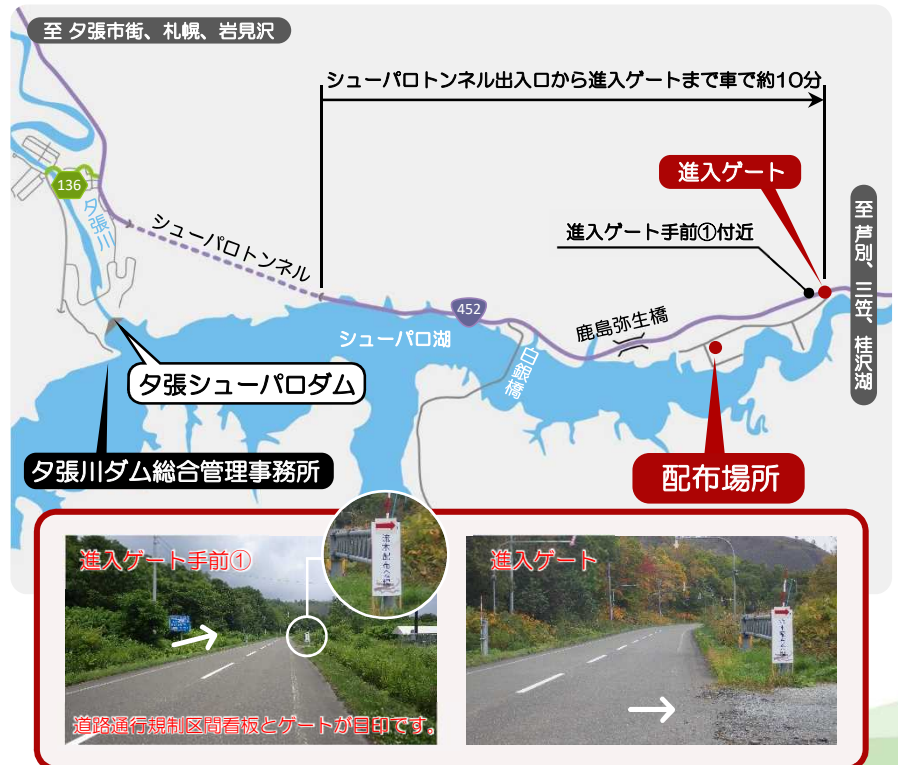 至 夕張市街、札幌、岩見沢
シューパロトンネル出入口から進入ゲートまで車で約10分
進入ゲート
136
夕張川
シューパロトンネル
進入ゲート手前①付近
至 芦別、三笠、桂沢湖
452
鹿島弥生橋
シューパロ湖
白銀橋
夕張シューパロダム
夕張川ダム総合管理事務所
配布場所
進入ゲート手前①
流木配布会場
道路通行規制区間看板とゲートが目印です。
進入ゲート